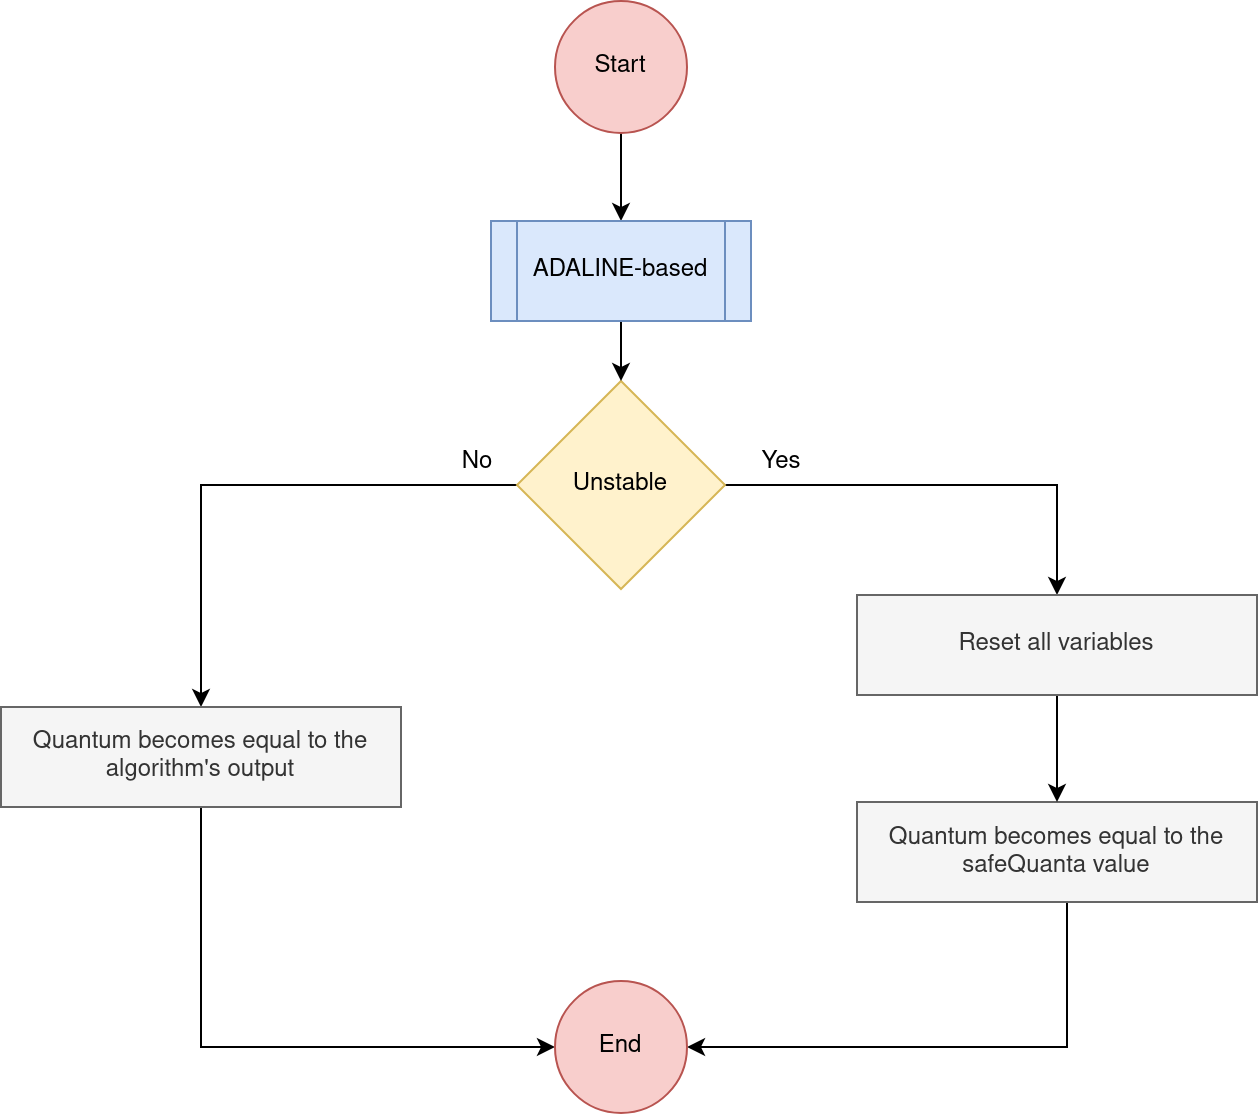 Start
ADALINE-based
No
Yes
Unstable
Reset all variables
Quantum becomes equal to the
algorithm's output
Quantum becomes equal to the
safeQuanta value
End